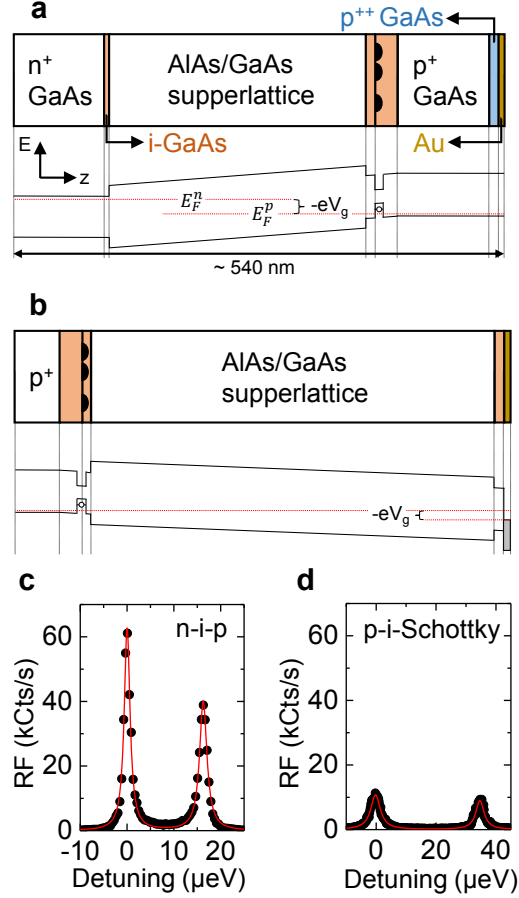 a
p++ GaAs
n+
GaAs
AlAs/GaAs
supperlattice
p+
GaAs
E
z
i-GaAs
Au
E_F^n
E_F^p
-eVg
~ 540 nm
b
p+
AlAs/GaAs
supperlattice
-eVg
c
d
n-i-p
p-i-Schottky
RF (kCts/s)
60
40
20
0
-10 0 10 20
Detuning (µeV)
RF (kCts/s)
60
40
20
0
0 20 40
Detuning (µeV)